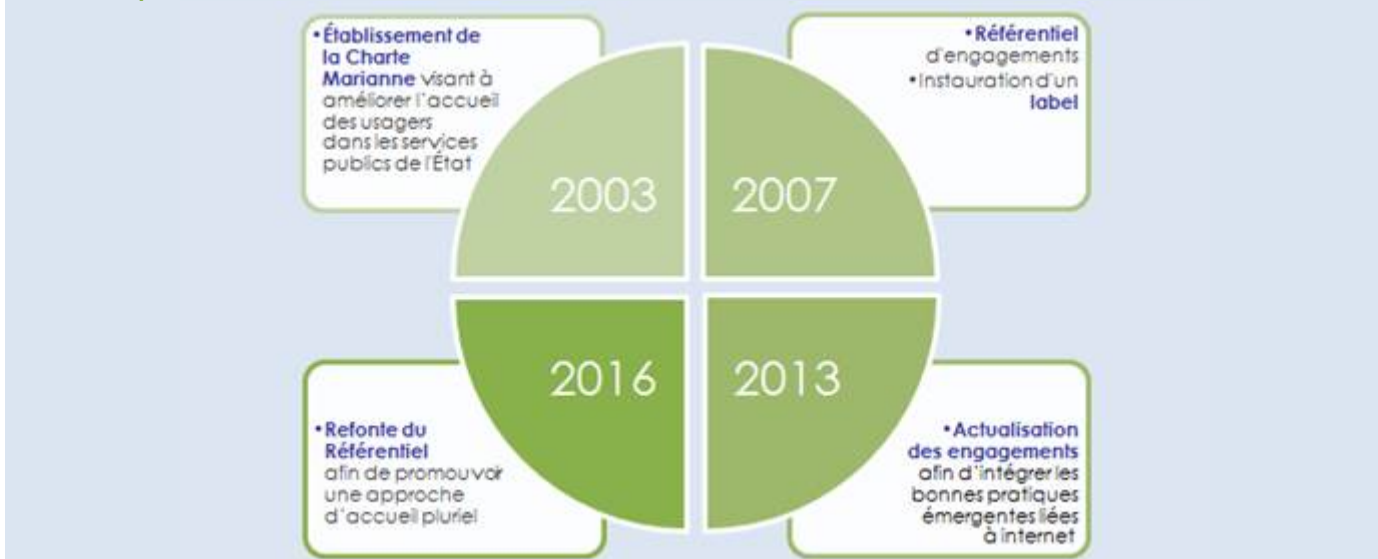 •Établissement de
la Charte
Marianne visant à
améliorer l'accueil
des usagers
dans les services
publics de l'État
2003
2007
•Référentiel
d'engagements
•Instauration d'un
label
2016
2013
•Refonte du
Référentiel
afin de promouvoir
une approche
d'accueil pluriel
•Actualisation
des engagements
afin d'intégrer les
bonnes pratiques
émergentes liées
à internet